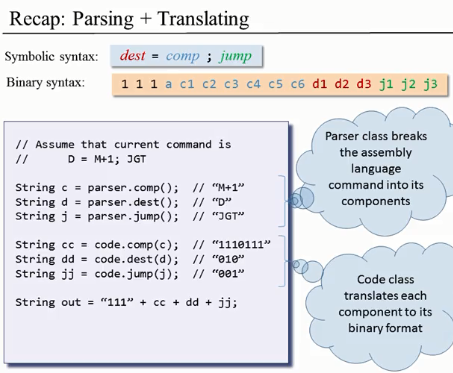 Recap: Parsing + Translating
Symbolic syntax: dest = comp ; jump
Binary syntax: 1 1 1 a c1 c2 c3 c4 c5 c6 d1 d2 d3 j1 j2 j3
// Assume that current command is
// D = M+1; JGT
String c = parser.comp(); // “M+1”
String d = parser.dest(); // “D”
String j = parser.jump(); // “JGT”
String cc = code.comp(c); // “1110111”
String dd = code.dest(d); // “010”
String jj = code.jump(j); // “001”
String out = “111” + cc + dd + jj;
Parser class breaks
the assembly
language
command into its
components
Code class
translates each
component to its
binary format